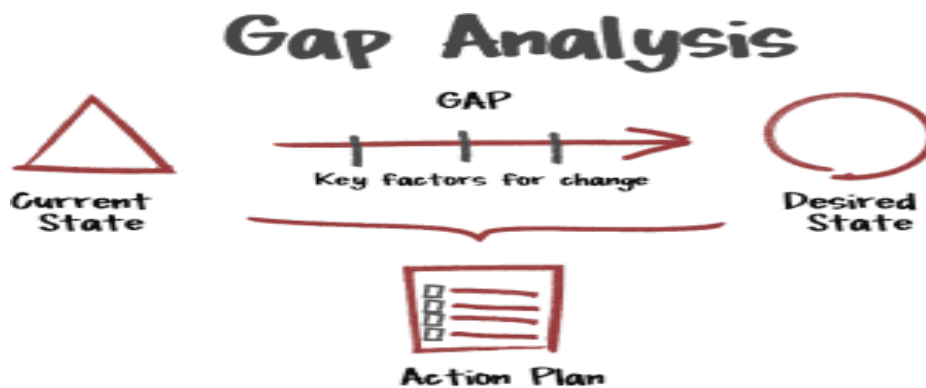 Gap Analysis
GAP
Key factors for change
Current
State
Desired
State
Action Plan